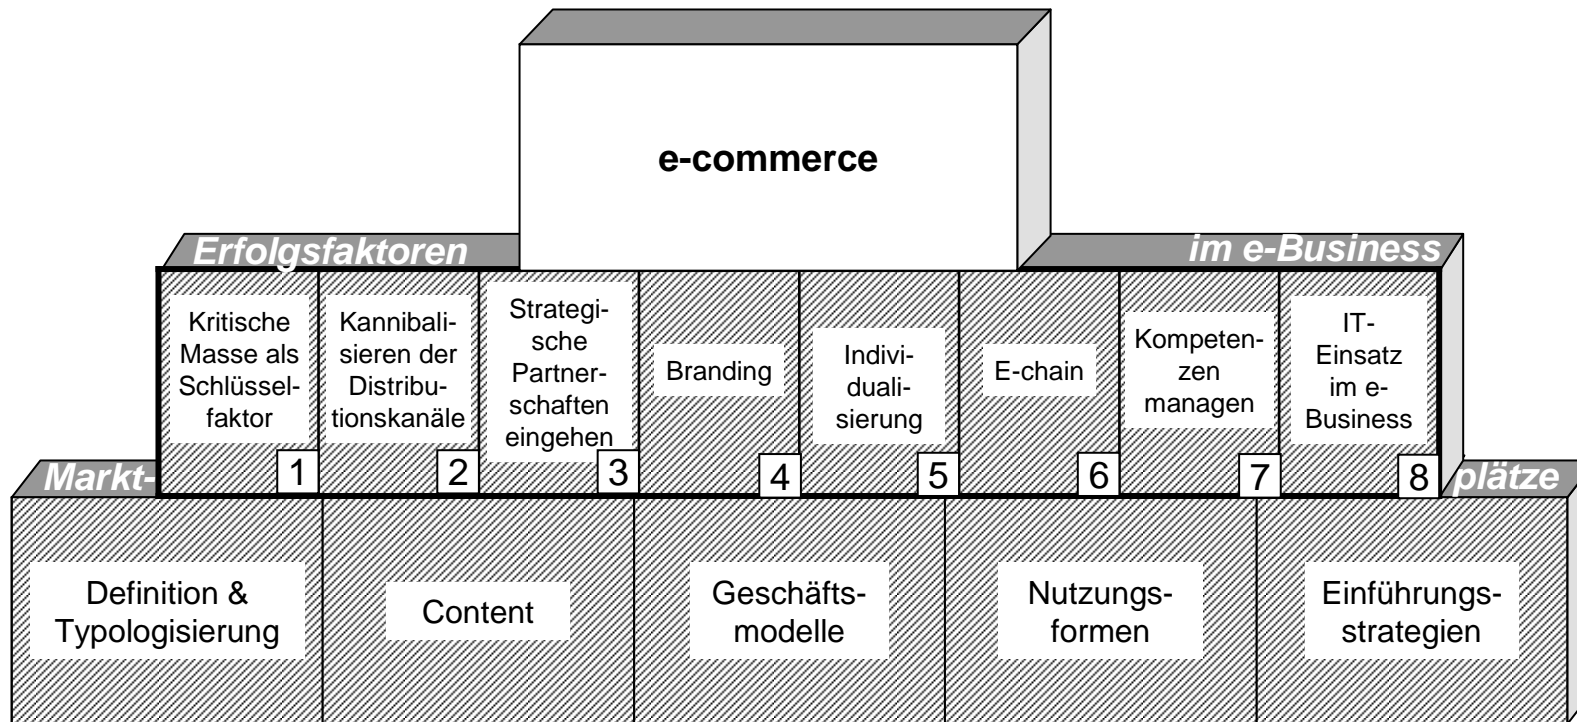 e-commerce
Erfolgsfaktoren
im e-Business
Kritische
Masse als
Schlüssel-
faktor
1
Kannibali-
sieren der
Distribu-
tionskanäle
2
Strategi-
sche
Partner-
schaften
eingehen
3
Branding
4
Indivi-
duali-
sierung
5
E-chain
6
Kompeten-
zen
managen
7
IT-
Einsatz
im e-
Business
8
Markt-
plätze
Definition &
Typologisierung
Content
Geschäfts-
modelle
Nutzungs-
formen
Einführungs-
strategien